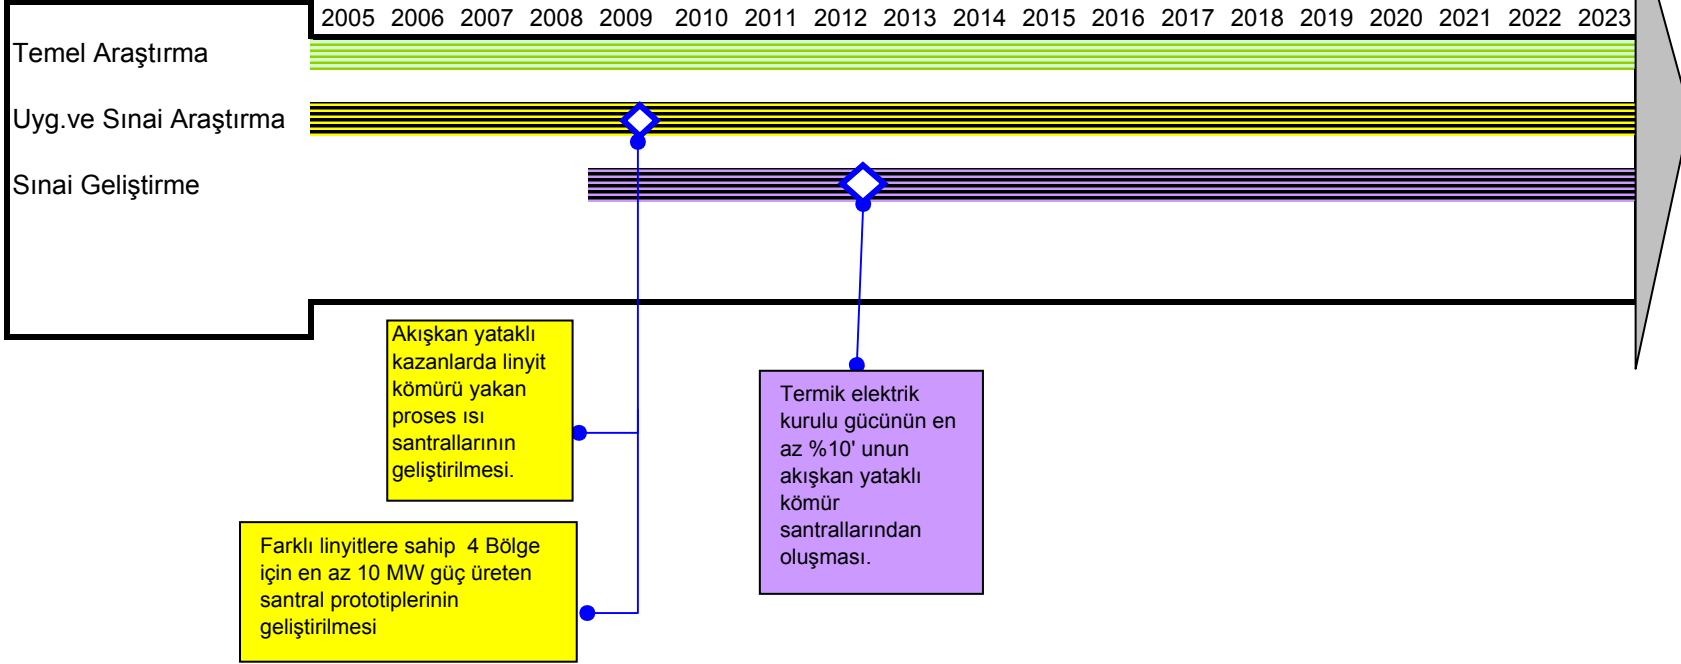 2005 2006 2007 2008 2009 2010 2011 2012 2013 2014 2015 2016 2017 2018 2019 2020 2021 2022 2023
Temel Araştırma
Uyg.ve Sınai Araştırma
Sınai Geliştirme
Akışkan yataklı
kazanlarda linyit
kömürü yakan
proses ısı
santrallarının
geliştirilmesi.
Termik elektrik
kurulu gücünün en
az %10' unun
akışkan yataklı
kömür
santrallarından
oluşması.
Farklı linyitlere sahip  4 Bölge
için en az 10 MW güç üreten
santral prototiplerinin
geliştirilmesi